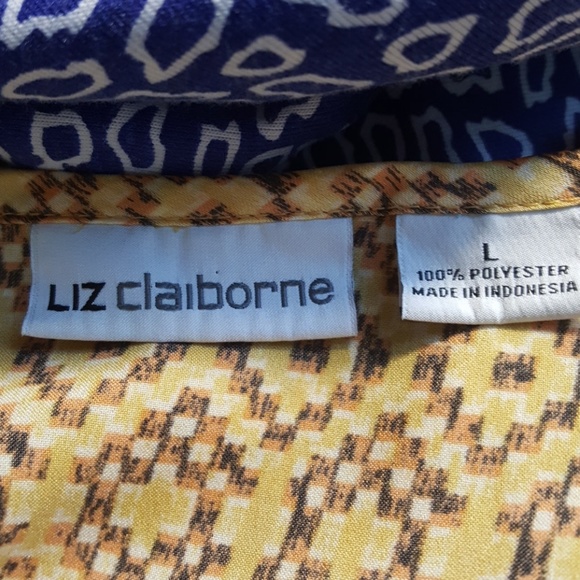 LIZ claiborne
L
100% POLYESTER
MADE IN INDONESIA